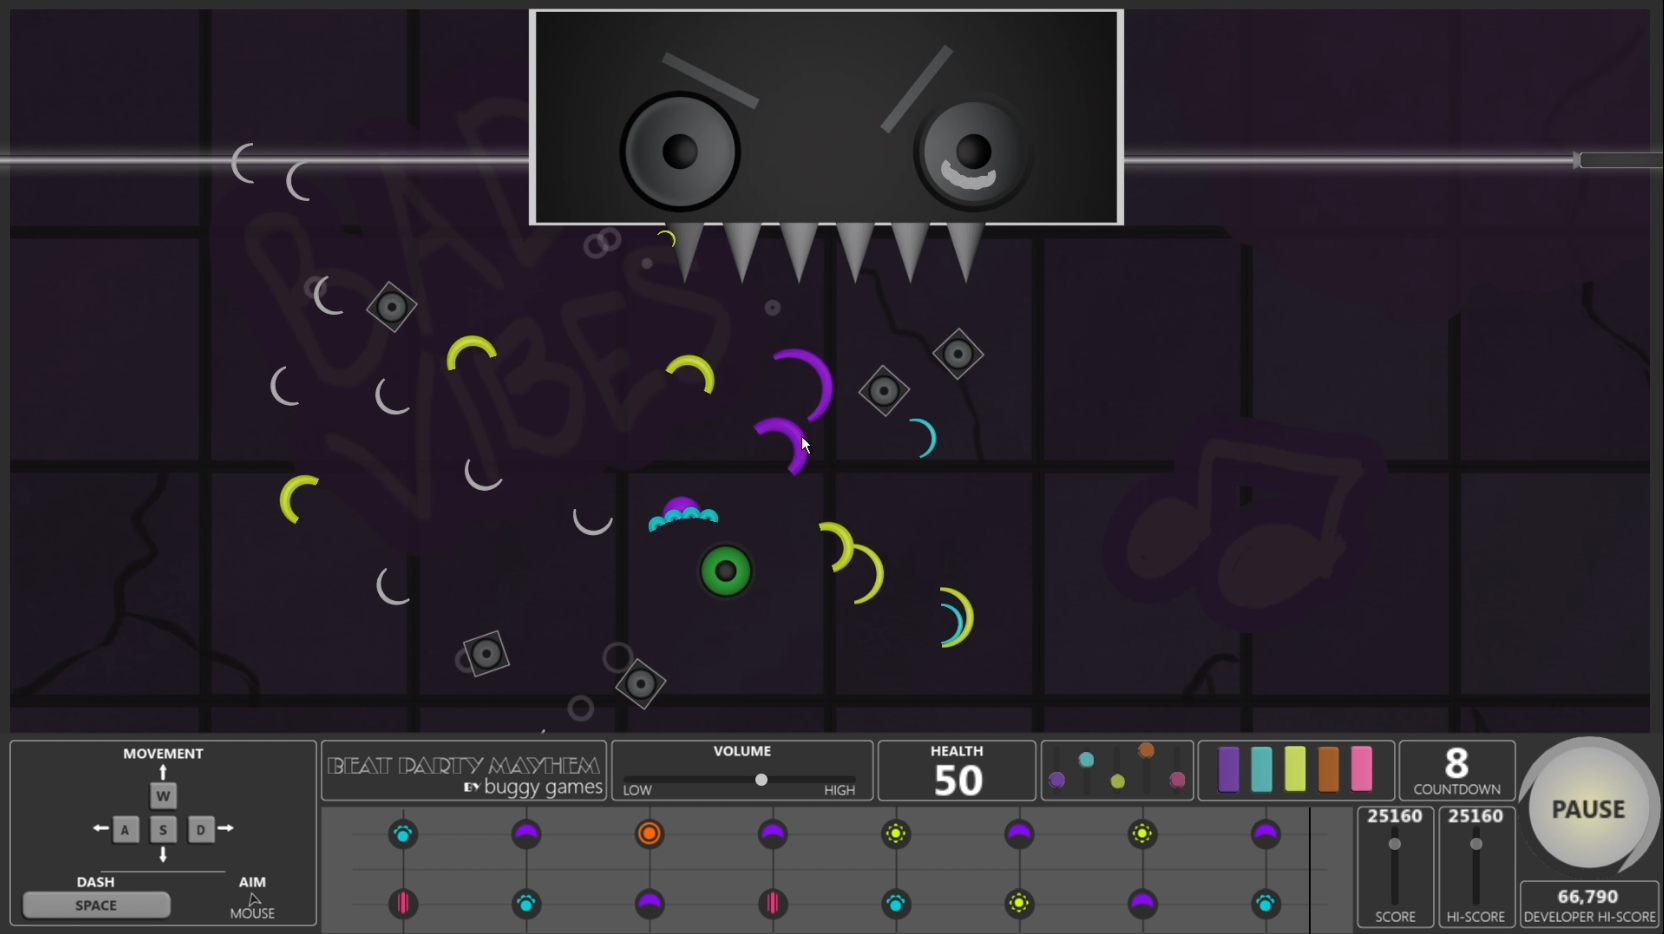 BAD
VIBES
MOVEMENT
W
A S D
DASH
SPACE
AIM
MOUSE
BEAT PARTY MAYHEM
BY buggy games
VOLUME
LOW HIGH
HEALTH
50
8
COUNTDOWN
25160
SCORE
25160
HI-SCORE
PAUSE
66,790
DEVELOPER HI-SCORE